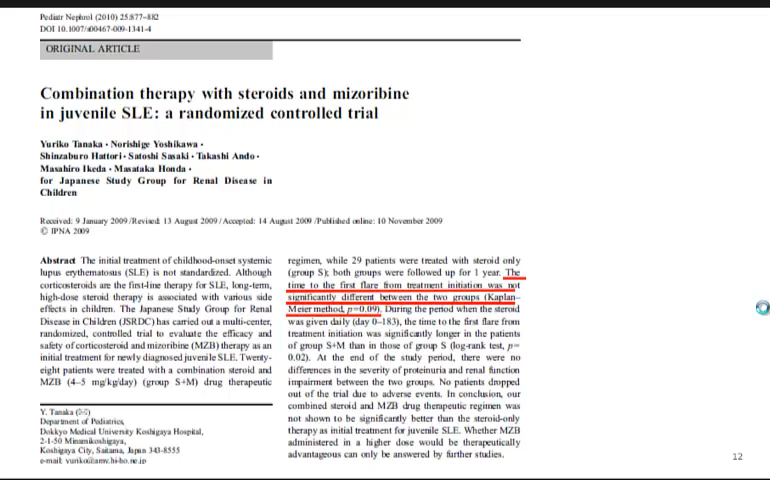 Pediatr Nephrol (2010) 25:877–882
DOI 10.1007/s00467-009-1341-4
ORIGINAL ARTICLE
Combination therapy with steroids and mizoribine
in juvenile SLE: a randomized controlled trial
Yuriko Tanaka · Norishige Yoshikawa ·
Shinzaburo Hattori · Satoshi Sasaki · Takashi Ando ·
Masahiro Ikeda · Masataka Honda ·
for Japanese Study Group for Renal Disease in
Children
Received: 9 January 2009 /Revised: 13 August 2009 /Accepted: 14 August 2009 /Published online: 10 November 2009
© IPNA 2009
Abstract The initial treatment of childhood-onset systemic
lupus erythematosus (SLE) is not standardized. Although
corticosteroids are the first-line therapy for SLE, long-term,
high-dose steroid therapy is associated with various side
effects in children. The Japanese Study Group for Renal
Disease in Children (JSRDC) has carried out a multi-center,
randomized, controlled trial to evaluate the efficacy and
safety of corticosteroid and mizoribine (MZB) therapy as an
initial treatment for newly diagnosed juvenile SLE. Twenty-
eight patients were treated with a combination steroid and
MZB (4–5 mg/kg/day) (group S+M) drug therapeutic
Y. Tanaka
Department of Pediatrics,
Dokkyo Medical University Koshigaya Hospital,
2-1-50 Minamikoshigaya,
Koshigaya City, Saitama, Japan 343-8555
e-mail:
regimen, while 29 patients were treated with steroid only
(group S); both groups were followed up for 1 year. The
time to the first flare from treatment initiation was not
significantly different between the two groups (Kaplan–
Meier method, p=0.09). During the period when the steroid
was given daily (day 0–183), the time to the first flare from
treatment initiation was significantly longer in the patients
of group S+M than in those of group S (log-rank test, p=
0.02). At the end of the study period, there were no
differences in the severity of proteinuria and renal function
impairment between the two groups. No patients dropped
out of the trial due to adverse events. In conclusion, our
combined steroid and MZB drug therapeutic regimen was
not shown to be significantly better than the steroid-only
therapy as initial treatment for juvenile SLE. Whether MZB
administered in a higher dose would be therapeutically
advantageous can only be answered by further studies.
12